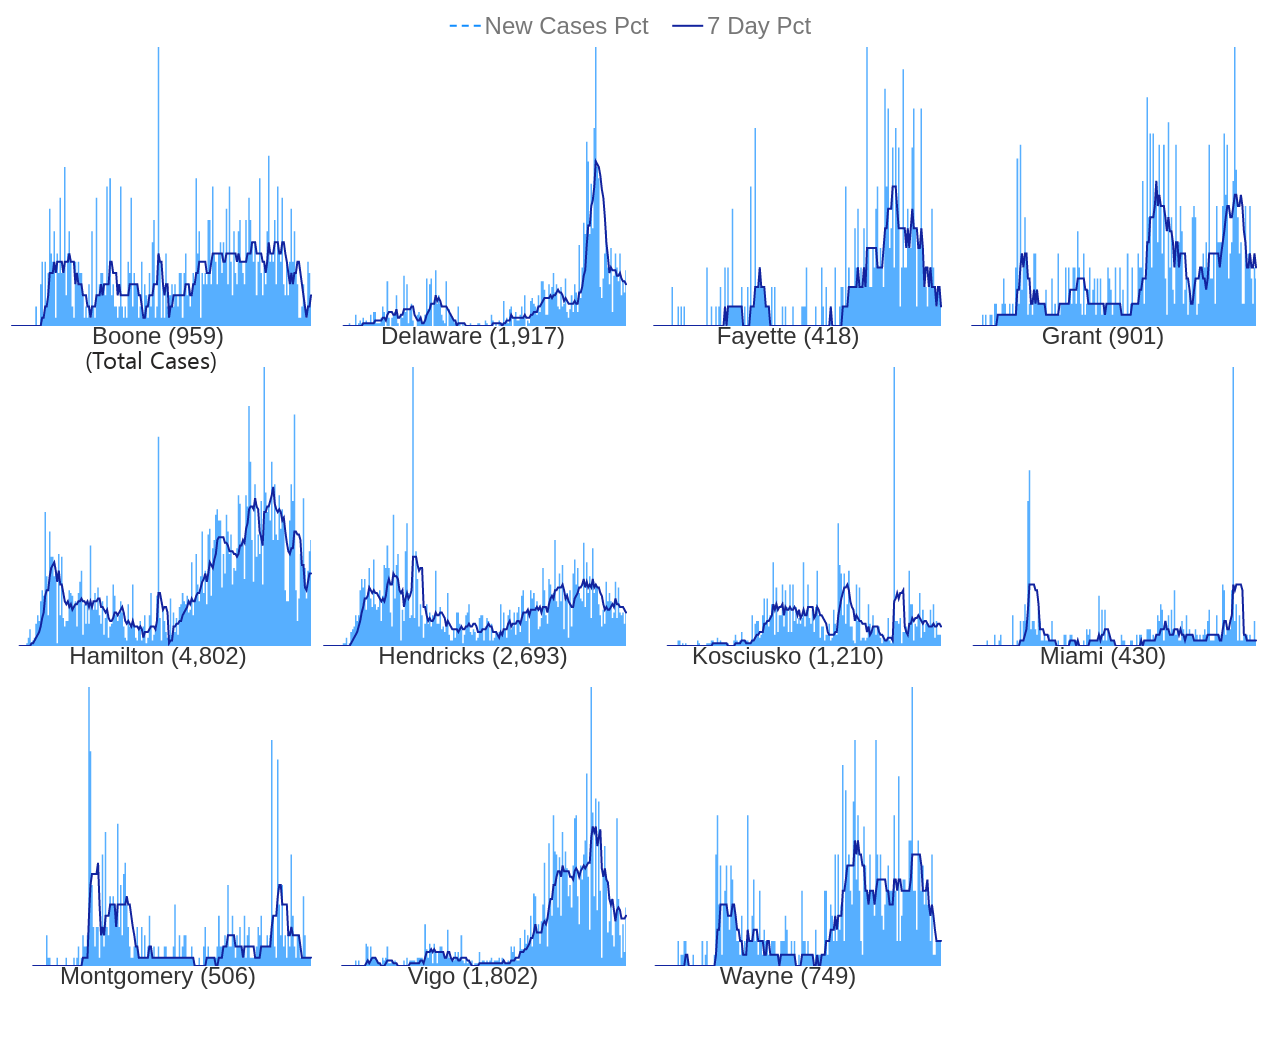 New Cases Pct 7 Day Pct
Boone (959) Delaware (1,917) Fayette (418) Grant (901)
(Total Cases)
Hamilton (4,802) Hendricks (2,693) Kosciusko (1,210) Miami (430)
Montgomery (506) Vigo (1,802) Wayne (749)